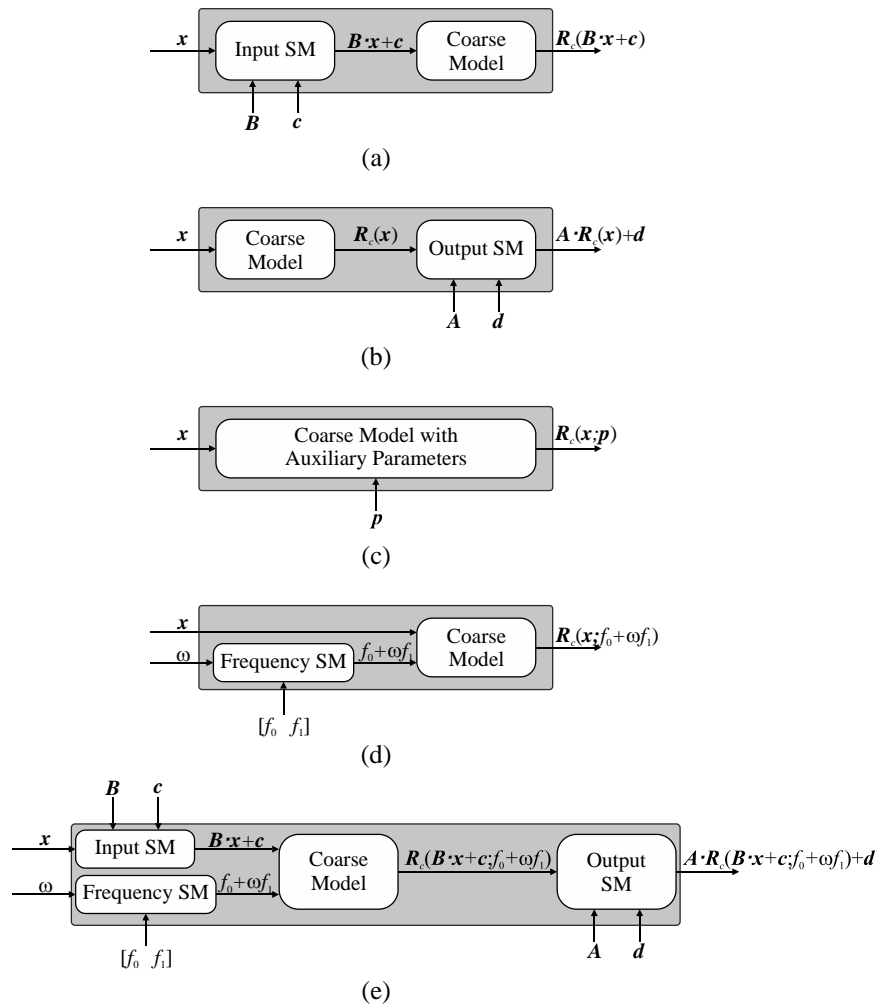 x
Input SM
B·x+c
Coarse
Model
R_c(B·x+c)
B
c
(a)
x
Coarse
Model
R_c(x)
Output SM
A·R_c(x)+d
A
d
(b)
x
Coarse Model with
Auxiliary Parameters
R_c(x;p)
p
(c)
x
Coarse
Model
R_c(x;f_0+ωf_1)
ω
Frequency SM
f_0+ωf_1
[f_0 f_1]
(d)
B
c
x
Input SM
B·x+c
Coarse
Model
R_c(B·x+c;f_0+ωf_1)
Output
SM
A·R_c(B·x+c;f_0+ωf_1)+d
ω
Frequency SM
f_0+ωf_1
[f_0 f_1]
A
d
(e)